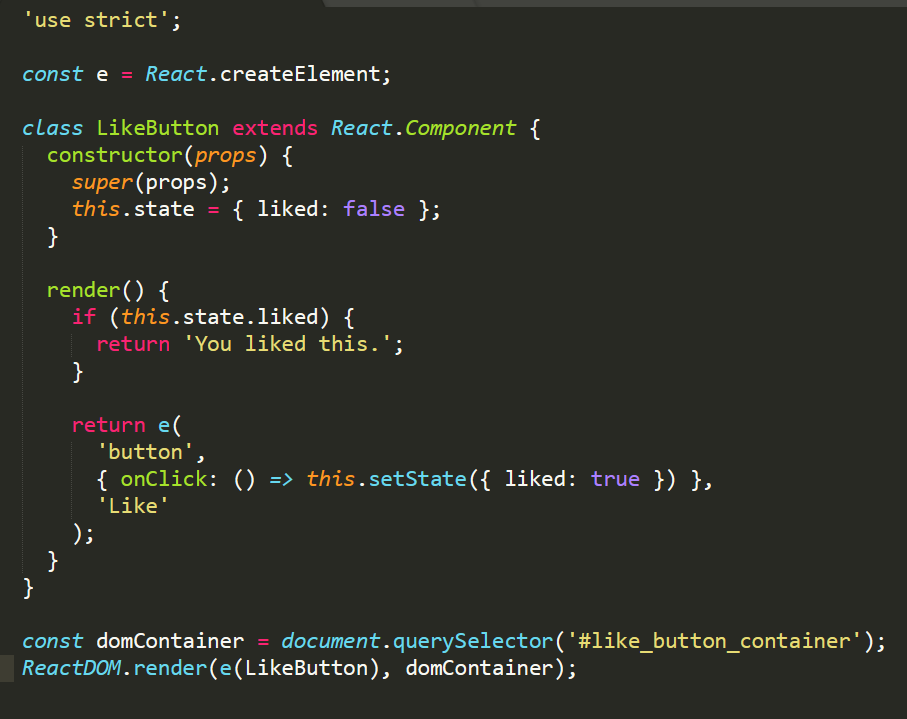 'use strict';

const e = React.createElement;

class LikeButton extends React.Component {
  constructor(props) {
    super(props);
    this.state = { liked: false };
  }

  render() {
    if (this.state.liked) {
      return 'You liked this.';
    }

    return e(
      'button',
      { onClick: () => this.setState({ liked: true }) },
      'Like'
    );
  }
}

const domContainer = document.querySelector('#like_button_container');
ReactDOM.render(e(LikeButton), domContainer);